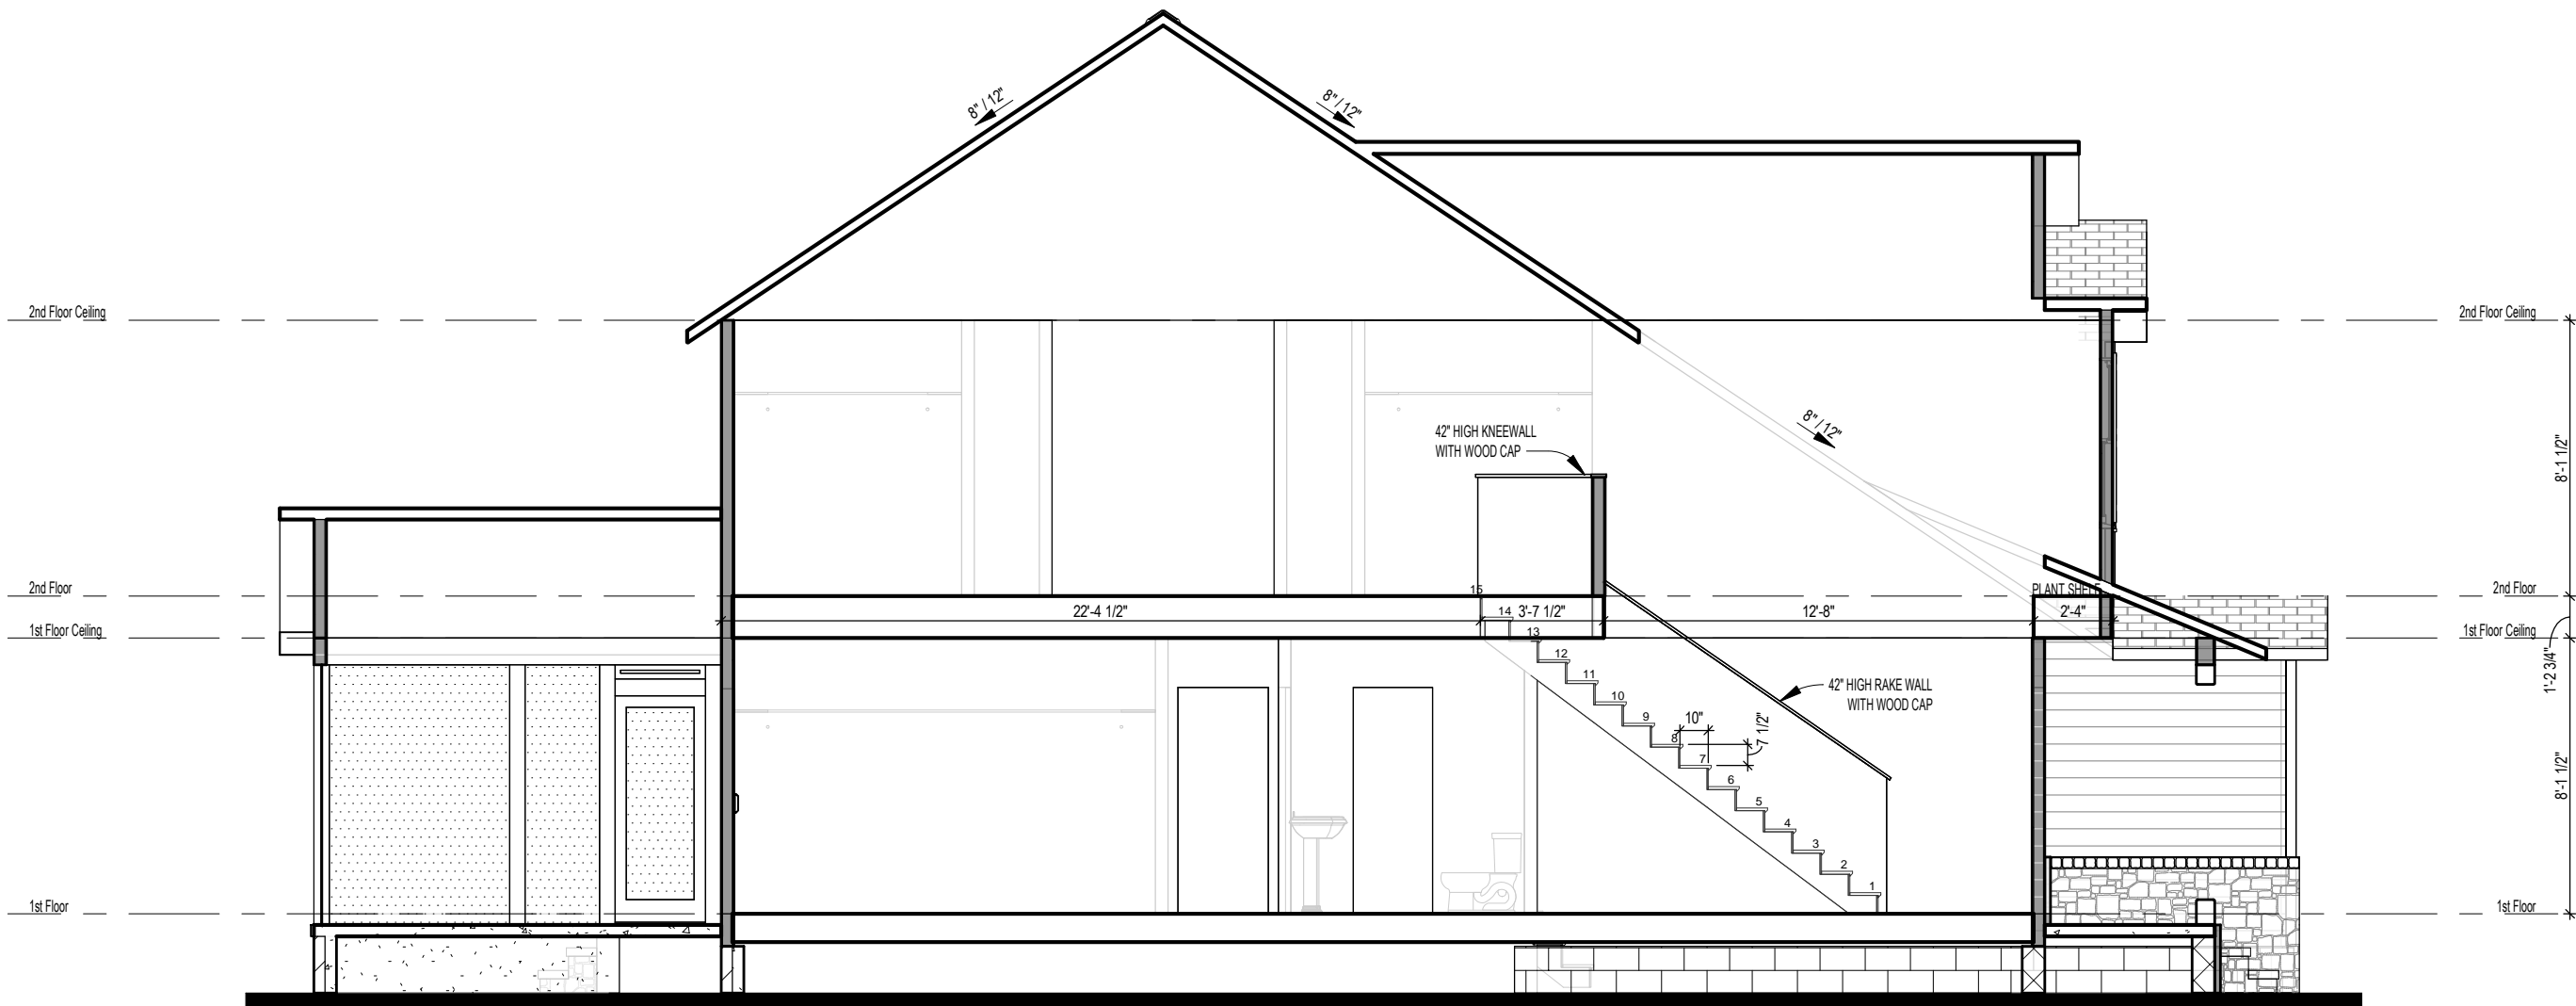 8" / 12"
8" / 12"
2nd Floor Ceiling
2nd Floor Ceiling
8" / 12"
42" HIGH KNEEWALL
WITH WOOD CAP
8'-1 1/2"
2nd Floor
15
PLANT SHELF
2nd Floor
22'-4 1/2"
14
3'-7 1/2"
12'-8"
2'-4"
1st Floor Ceiling
13
1st Floor Ceiling
12
1'-2 3/4"
11
42" HIGH RAKE WALL
WITH WOOD CAP
10
9
10"
7 1/2"
8
7
8'-1 1/2"
6
5
4
3
2
1
1st Floor
1st Floor